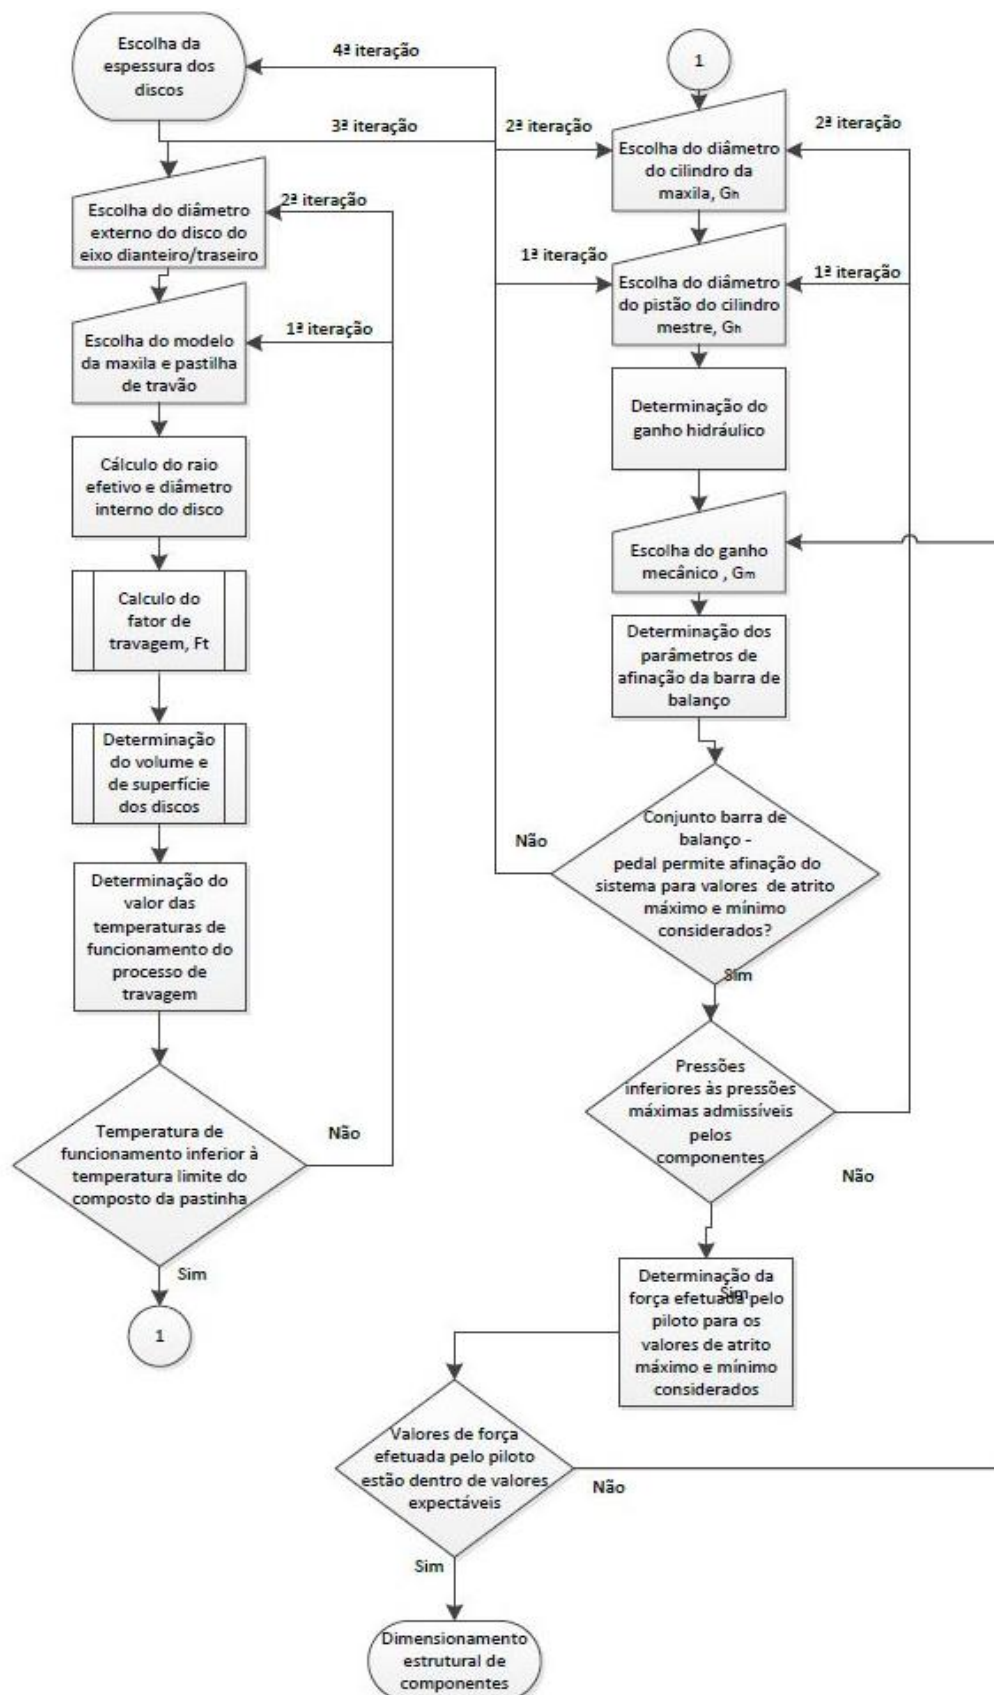 Escolha da
espessura dos
discos
4ª iteração
3ª iteração
Escolha do diâmetro
externo do disco do
eixo dianteiro/traseiro
2ª iteração
Escolha do modelo
da maxila e pastilha
de travão
1ª iteração
Cálculo do raio
efetivo e diâmetro
interno do disco
Calculo do
fator de
travagem, Ft
Determinação
do volume e
de superfície
dos discos
Determinação do
valor das
temperaturas de
funcionamento do
processo de
travagem
Temperatura de
funcionamento inferior à
temperatura limite do
composto da pastinha
Não
Sim
1
1
2ª iteração
Escolha do diâmetro
do cilindro da
maxila, Gh
2ª iteração
1ª iteração
Escolha do diâmetro
do pistão do cilindro
mestre, Gh
1ª iteração
Determinação do
ganho hidráulico
Escolha do ganho
mecânico , Gm
Determinação dos
parâmetros de
afinação da barra de
balanço
Conjunto barra de
balanço -
pedal permite afinação do
sistema para valores de atrito
máximo e mínimo
considerados?
Não
Sim
Pressões
inferiores às pressões
máximas admissíveis
pelos
componentes
Não
Sim
Determinação da
força efetuada pelo
piloto para os
valores de atrito
máximo e mínimo
considerados
Valores de força
efetuada pelo piloto
estão dentro de valores
expectáveis
Não
Sim
Dimensionamento
estrutural de
componentes